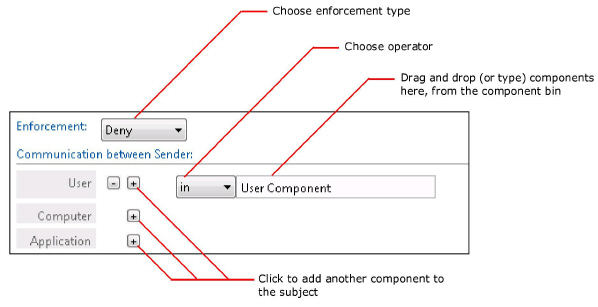 Choose enforcement type
Choose operator
Drag and drop (or type) components
here, from the component bin
Enforcement: Deny
Communication between Sender:
User - + in User Component
Computer +
Application +
Click to add another component to
the subject